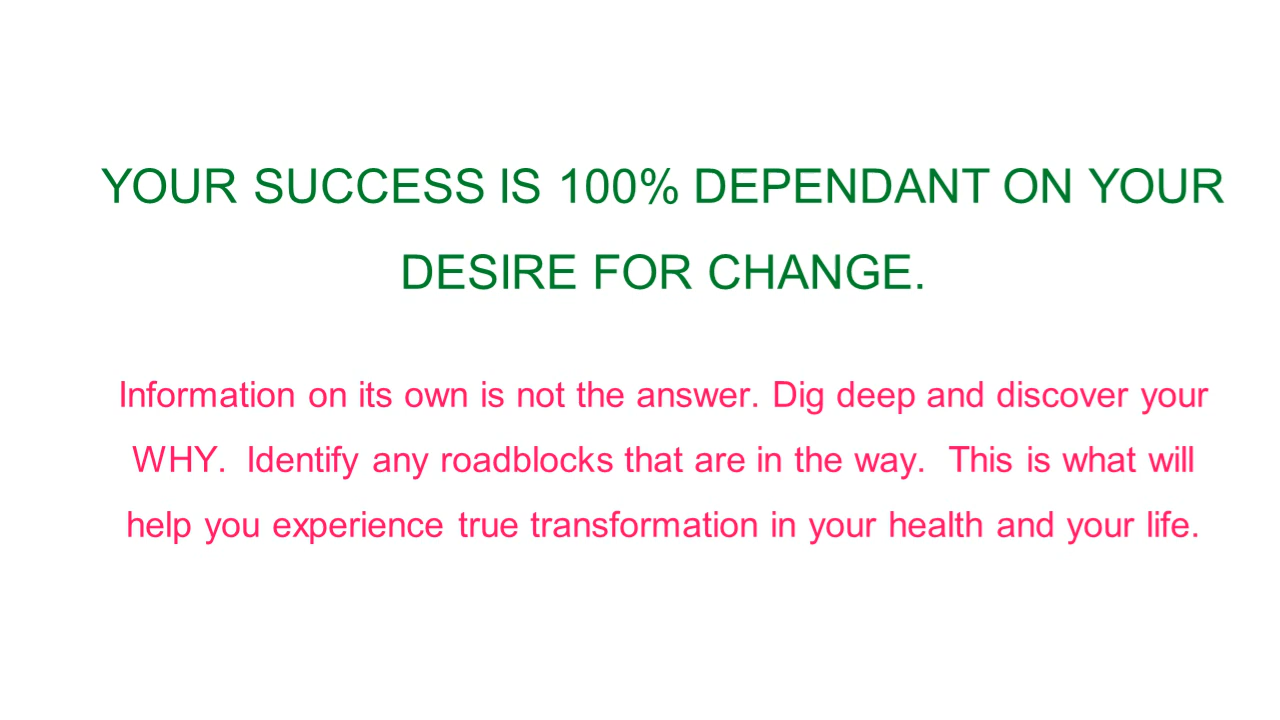 YOUR SUCCESS IS 100% DEPENDANT ON YOUR
DESIRE FOR CHANGE.
Information on its own is not the answer. Dig deep and discover your
WHY.  Identify any roadblocks that are in the way.  This is what will
help you experience true transformation in your health and your life.